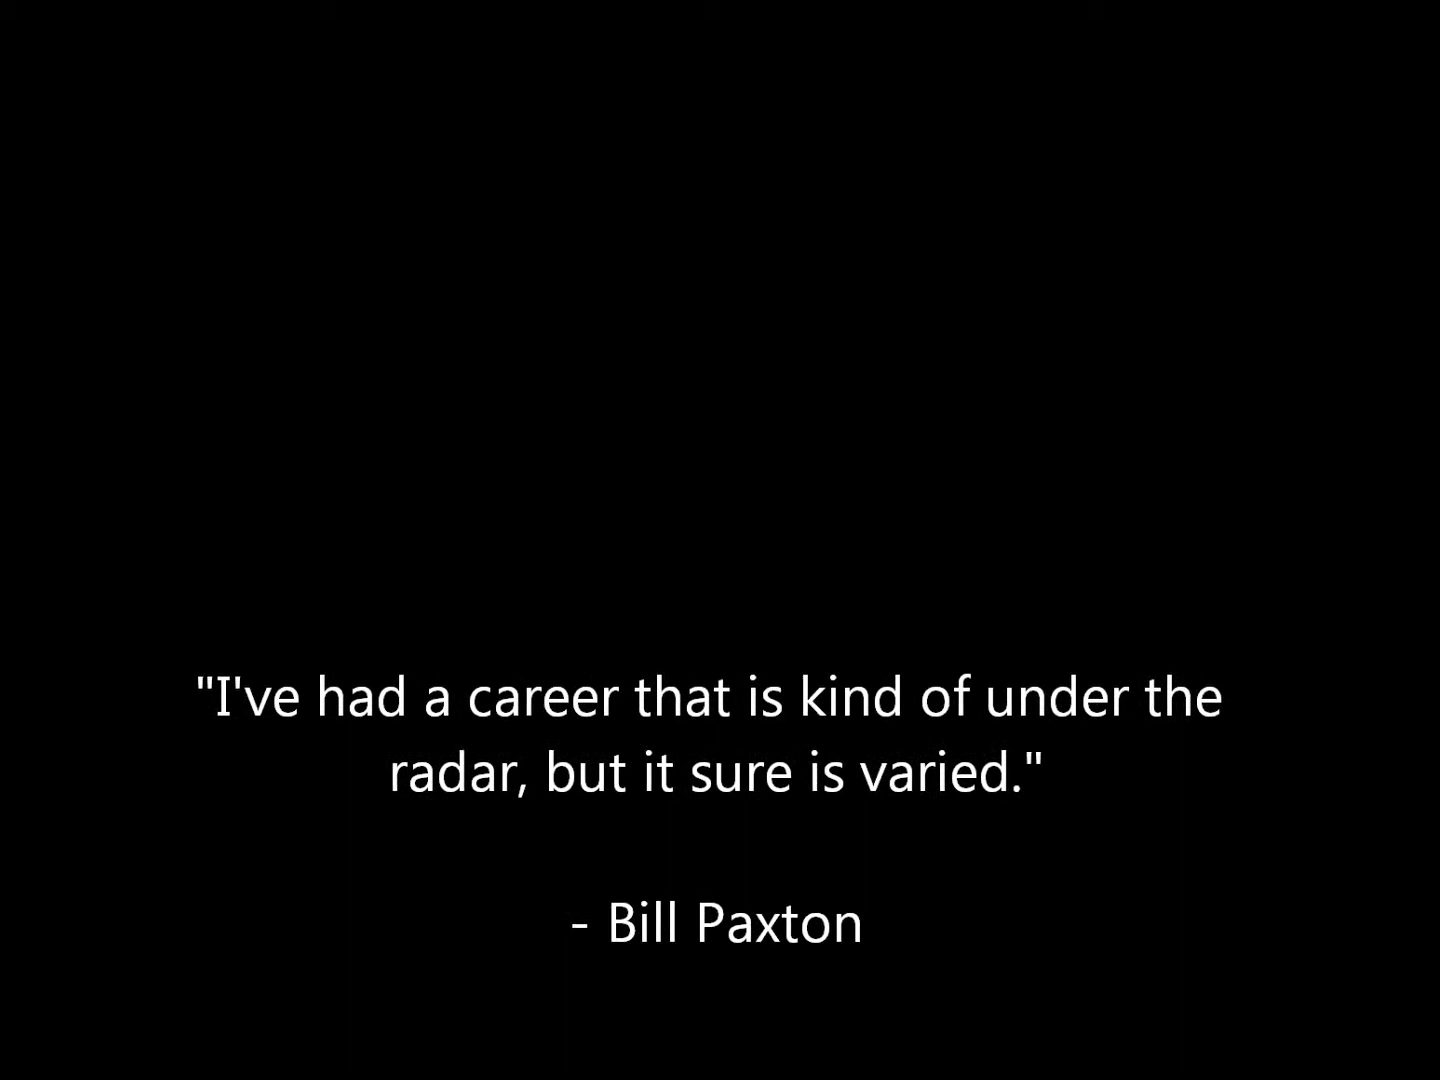 "I've had a career that is kind of under the
radar, but it sure is varied."
- Bill Paxton